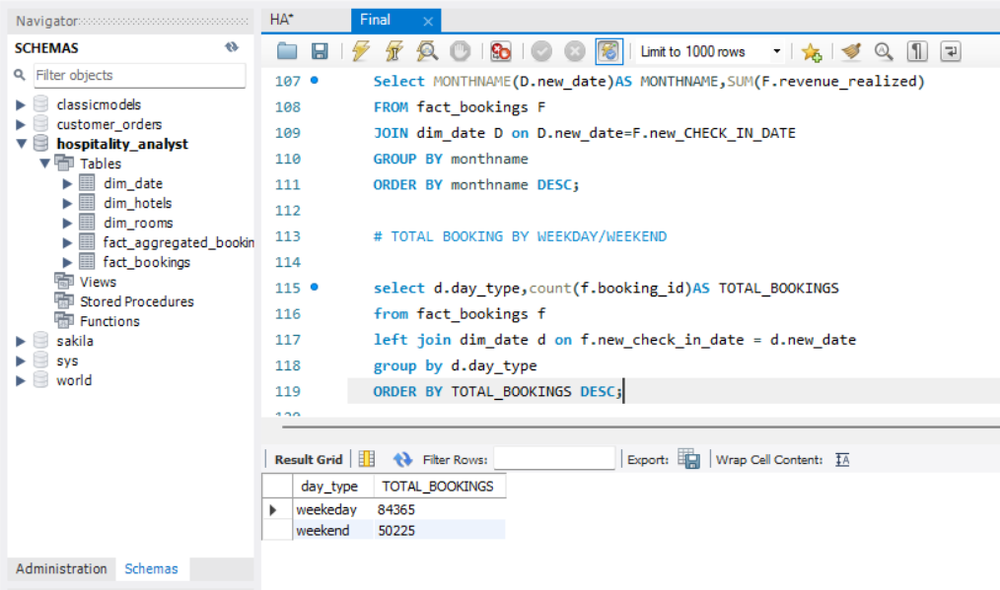 Navigator
SCHEMAS
Filter objects
classicmodels
customer_orders
hospitality_analyst
Tables
dim_date
dim_hotels
dim_rooms
fact_aggregated_bookin
fact_bookings
Views
Stored Procedures
Functions
sakila
sys
world
Administration Schemas
HA* Final
Limit to 1000 rows
107 Select MONTHNAME(D.new_date)AS MONTHNAME,SUM(F.revenue_realized)
108 FROM fact_bookings F
109 JOIN dim_date D on D.new_date=F.new_CHECK_IN_DATE
110 GROUP BY monthname
111 ORDER BY monthname DESC;
112
113 # TOTAL BOOKING BY WEEKDAY/WEEKEND
114
115 select d.day_type,count(f.booking_id)AS TOTAL_BOOKINGS
116 from fact_bookings f
117 left join dim_date d on f.new_check_in_date = d.new_date
118 group by d.day_type
119 ORDER BY TOTAL_BOOKINGS DESC;
120
Result Grid Filter Rows: Export: Wrap Cell Content: IA
day_type TOTAL_BOOKINGS
weekeday 84365
weekend 50225